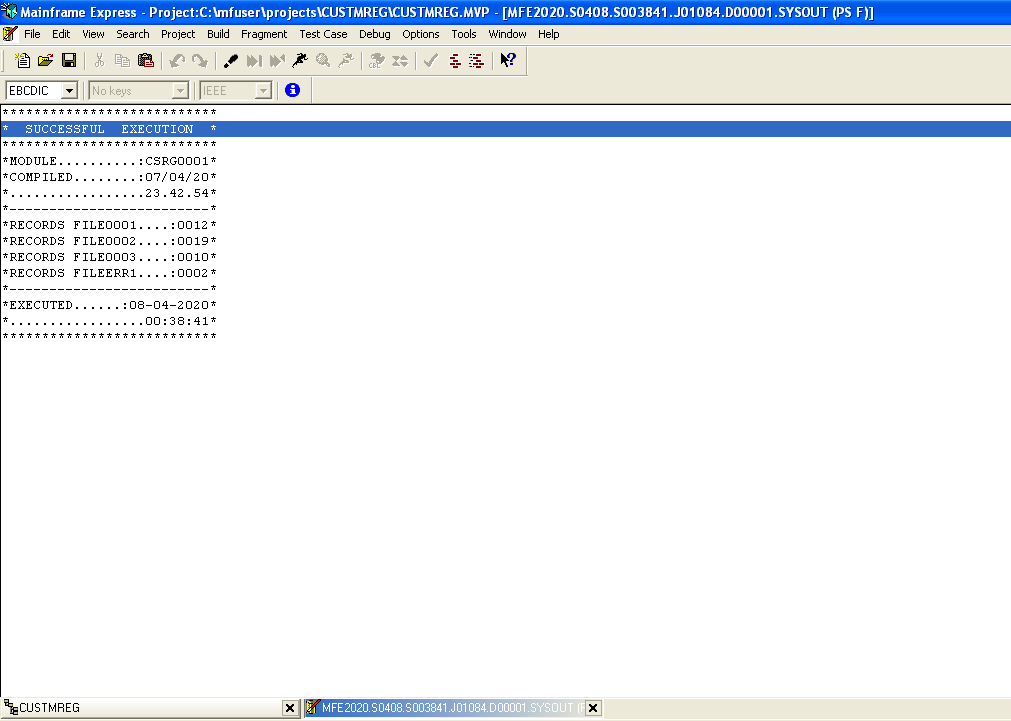 Mainframe Express - Project:C:\mfuser\projects\CUSTMREG\CUSTMREG.MVP - [MFE2020.S0408.S003841.J01084.D00001.SYSOUT (PS F)]
File Edit View Search Project Build Fragment Test Case Debug Options Tools Window Help
EBCDIC No keys IEEE
***************************
* SUCCESSFUL EXECUTION *
***************************
*MODULE..........:CSRG0001*
*COMPILED........:07/04/20*
*.................23.42.54*
*-------------------------*
*RECORDS FILE0001....:0012*
*RECORDS FILE0002....:0019*
*RECORDS FILE0003....:0010*
*RECORDS FILEERR1....:0002*
*-------------------------*
*EXECUTED......:08-04-2020*
*.................00:38:41*
***************************
CUSTMREG MFE2020.S0408.S003841.J01084.D00001.SYSOUT (